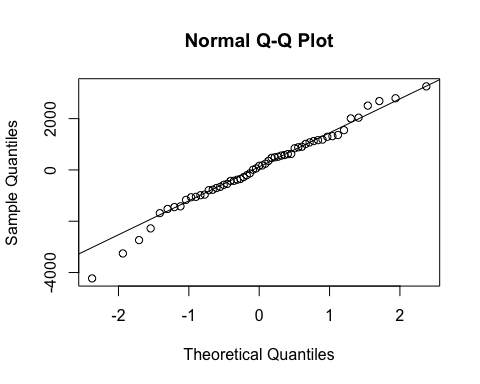 Normal Q-Q Plot
Sample Quantiles
2000
0
-4000
-2
-1
0
1
2
Theoretical Quantiles